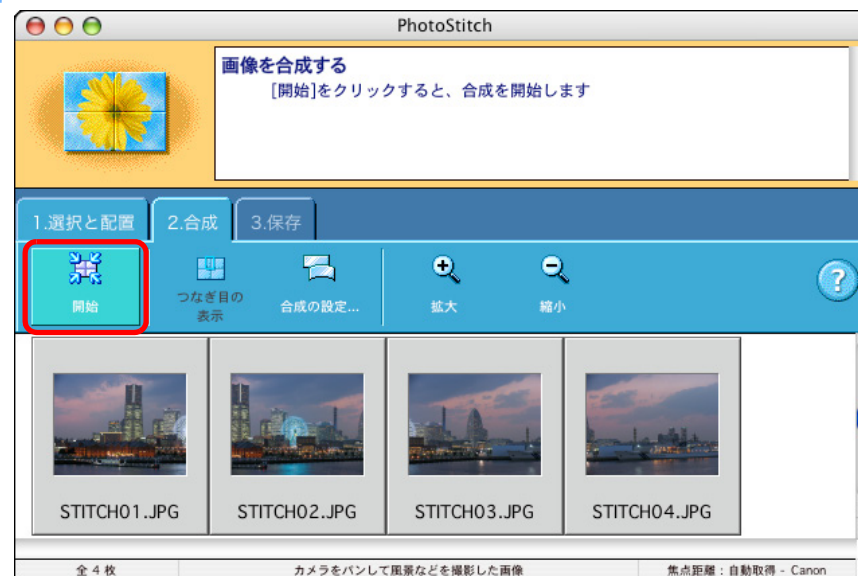 PhotoStitch
画像を合成する
[開始]をクリックすると、合成を開始します
1.選択と配置 2.合成 3.保存
開始 つなぎ目の表示 合成の設定... 拡大 縮小 ?
STITCH01.JPG STITCH02.JPG STITCH03.JPG STITCH04.JPG
全 4 枚 カメラをパンして風景などを撮影した画像 焦点距離：自動取得 - Canon